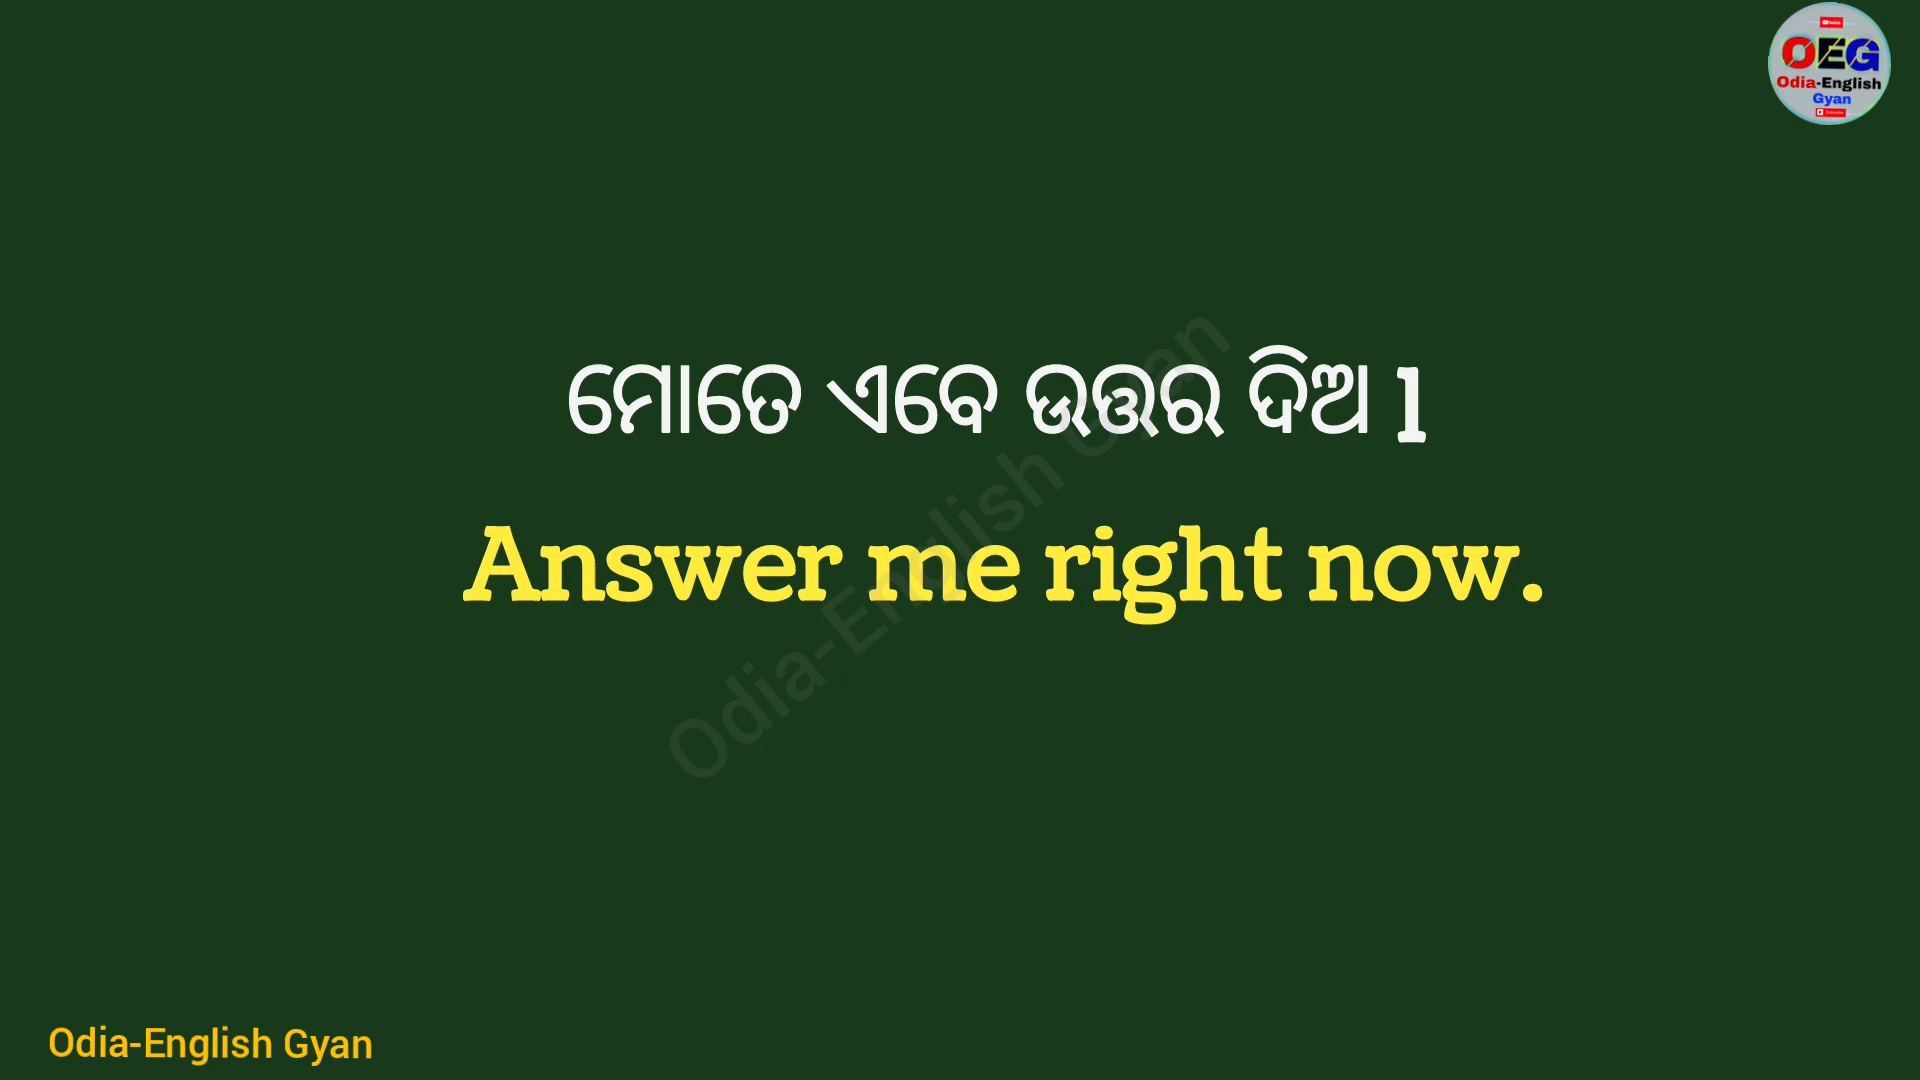 OEG
Odia-English
Gyan
ମୋତେ ଏବେ ଉତ୍ତର ଦିଅ l
Answer me right now.
Odia-English Gyan
Odia-English Gyan